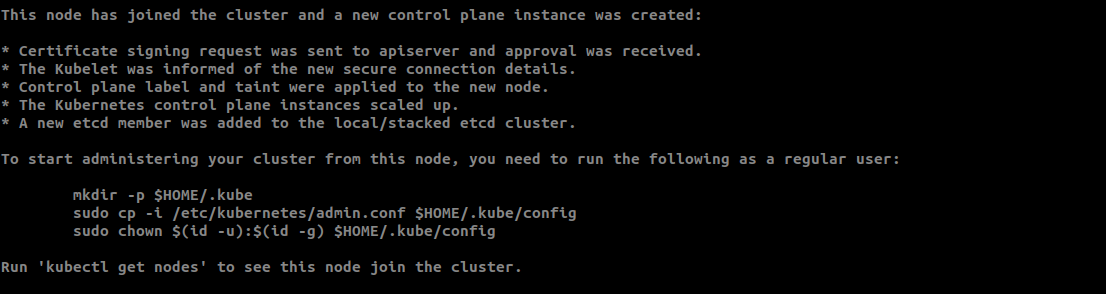 This node has joined the cluster and a new control plane instance was created:
* Certificate signing request was sent to apiserver and approval was received.
* The Kubelet was informed of the new secure connection details.
* Control plane label and taint were applied to the new node.
* The Kubernetes control plane instances scaled up.
* A new etcd member was added to the local/stacked etcd cluster.
To start administering your cluster from this node, you need to run the following as a regular user:
mkdir -p $HOME/.kube
sudo cp -i /etc/kubernetes/admin.conf $HOME/.kube/config
sudo chown $(id -u):$(id -g) $HOME/.kube/config
Run 'kubectl get nodes' to see this node join the cluster.